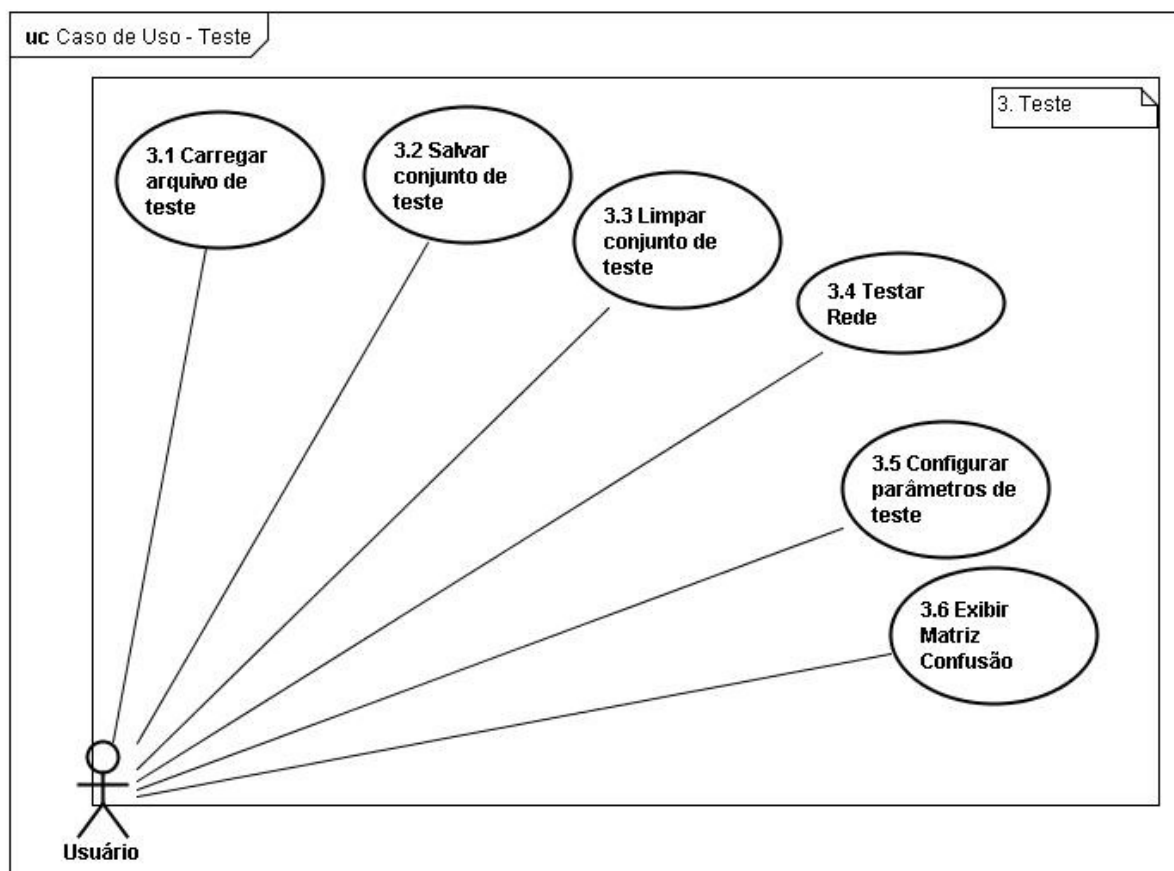 uc Caso de Uso - Teste
3. Teste
3.1 Carregar
arquivo de
teste
3.2 Salvar
conjunto de
teste
3.3 Limpar
conjunto de
teste
3.4 Testar
Rede
3.5 Configurar
parâmetros de
teste
3.6 Exibir
Matriz
Confusão
Usuário